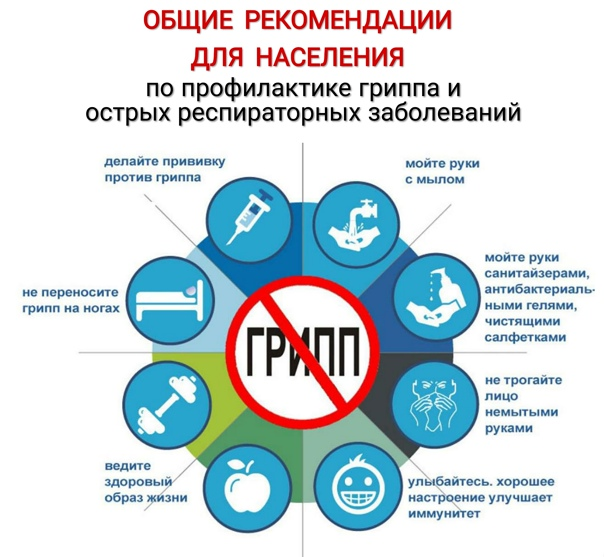 ОБЩИЕ РЕКОМЕНДАЦИИ
ДЛЯ НАСЕЛЕНИЯ
по профилактике гриппа и
острых респираторных заболеваний
делайте прививку
против гриппа
мойте руки
с мылом
мойте руки
санитайзерами,
антибактериаль-
ными гелями,
чистящими
салфетками
не переносите
грипп на ногах
ГРИПП
не трогайте
лицо
немытыми
руками
ведите
здоровый
образ жизни
улыбайтесь. хорошее
настроение улучшает
иммунитет